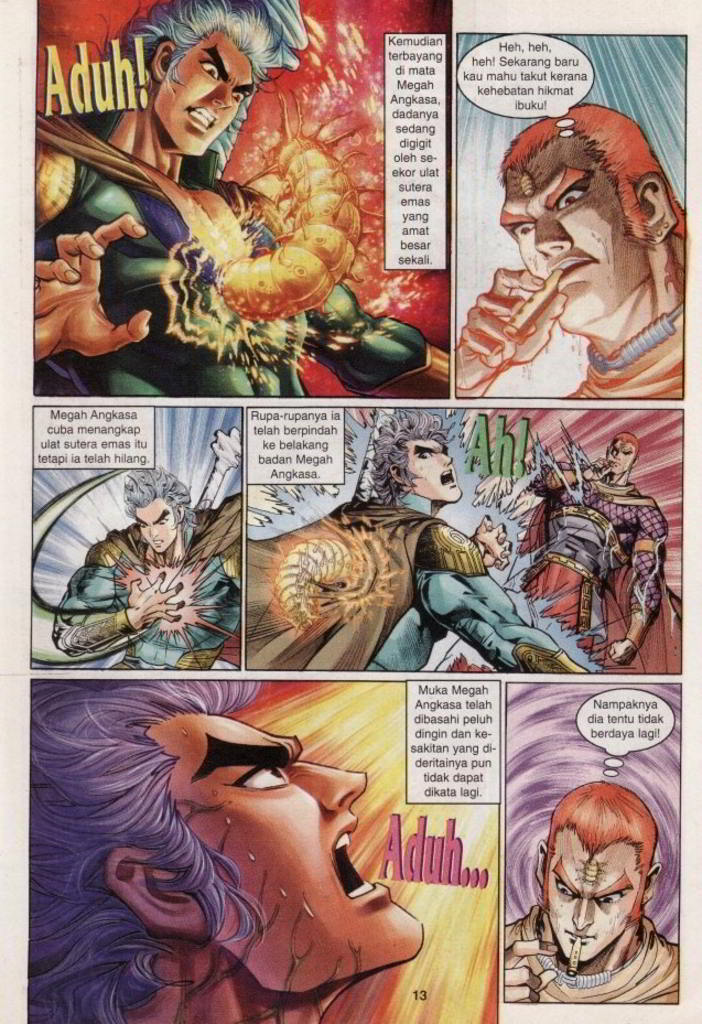 Aduh!
Kemudian
terbayang
di mata
Megah
Angkasa,
dadanya
sedang
digigit
oleh se-
ekor ulat
sutera
emas
yang
amat
besar
sekali.
Heh, heh,
heh! Sekarang baru
kau mahu takut kerana
kehebatan hikmat
ibuku!
Megah Angkasa
cuba menangkap
ulat sutera emas itu
tetapi ia telah hilang.
Rupa-rupanya ia
telah berpindah
ke belakang
badan Megah
Angkasa.
Ah!
Muka Megah
Angkasa telah
dibasahi peluh
dingin dan ke-
sakitan yang di-
deritainya pun
tidak dapat
dikata lagi.
Aduh...
Nampaknya
dia tentu tidak
berdaya lagi!
13